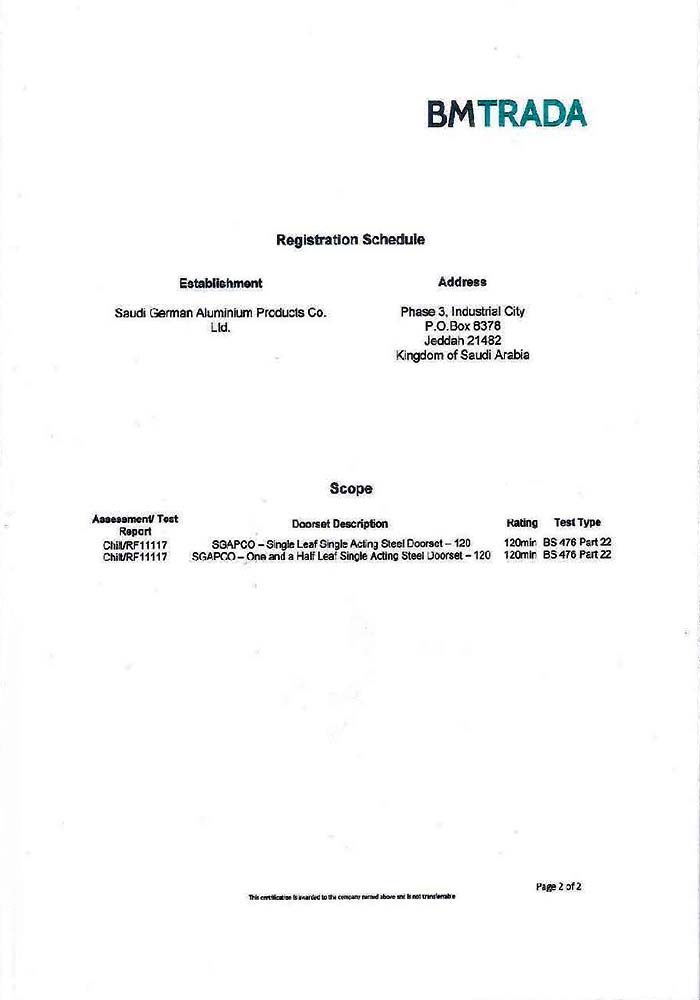 BMTRADA
Registration Schedule
Establishment
Address
Saudi German Aluminium Products Co.
Ltd.
Phase 3, Industrial City
P.O.Box 8378
Jeddah 21482
Kingdom of Saudi Arabia
Scope
Assessment/ Test
Report
Doorset Description
Rating
Test Type
Chilt/RF11117 SGAPCO – Single Leaf Single Acting Steel Doorset – 120 120min BS 476 Part 22
Chilt/RF11117 SGAPCO – One and a Half Leaf Single Acting Steel Doorset – 120 120min BS 476 Part 22
Page 2 of 2
This certification is awarded to the company named above and is not transferrable